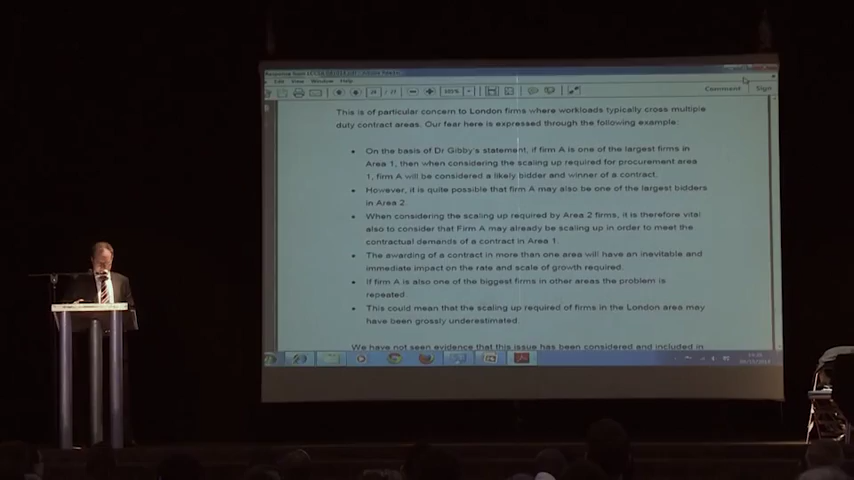 Edit View Window Help
Comment Sign
This is of particular concern to London firms where workloads typically cross multiple
duty contract areas. Our fear here is expressed through the following example:
• On the basis of Dr Gibby's statement, if firm A is one of the largest firms in
Area 1, then when considering the scaling up required for procurement area
1, firm A will be considered a likely bidder and winner of a contract.
• However, it is quite possible that firm A may also be one of the largest bidders
in Area 2.
• When considering the scaling up required by Area 2 firms, it is therefore vital
also to consider that Firm A may already be scaling up in order to meet the
contractual demands of a contract in Area 1.
• The awarding of a contract in more than one area will have an inevitable and
immediate impact on the rate and scale of growth required.
• If firm A is also one of the biggest firms in other areas the problem is
repeated.
• This could mean that the scaling up required of firms in the London area may
have been grossly underestimated.
We have not seen evidence that this issue has been considered and included in